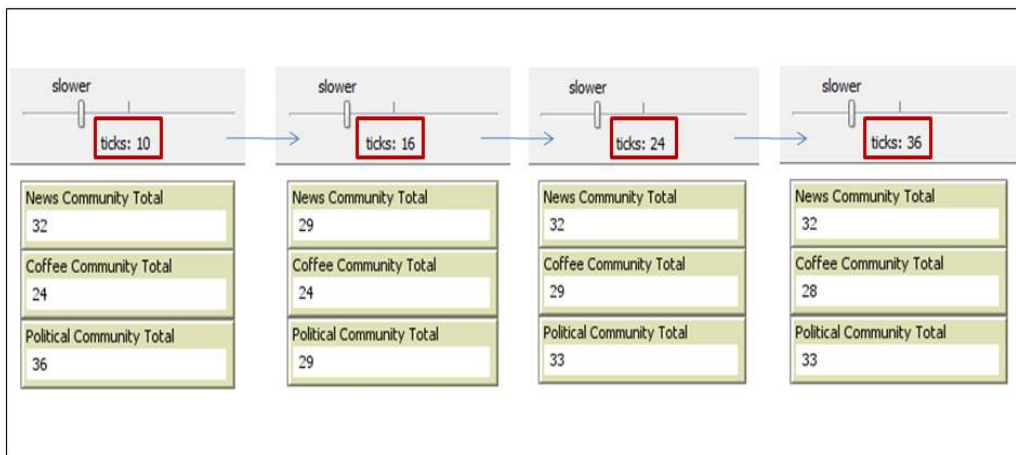 slower
ticks: 10
News Community Total
32
Coffee Community Total
24
Political Community Total
36
slower
ticks: 16
News Community Total
29
Coffee Community Total
24
Political Community Total
29
slower
ticks: 24
News Community Total
32
Coffee Community Total
29
Political Community Total
33
slower
ticks: 36
News Community Total
32
Coffee Community Total
28
Political Community Total
33